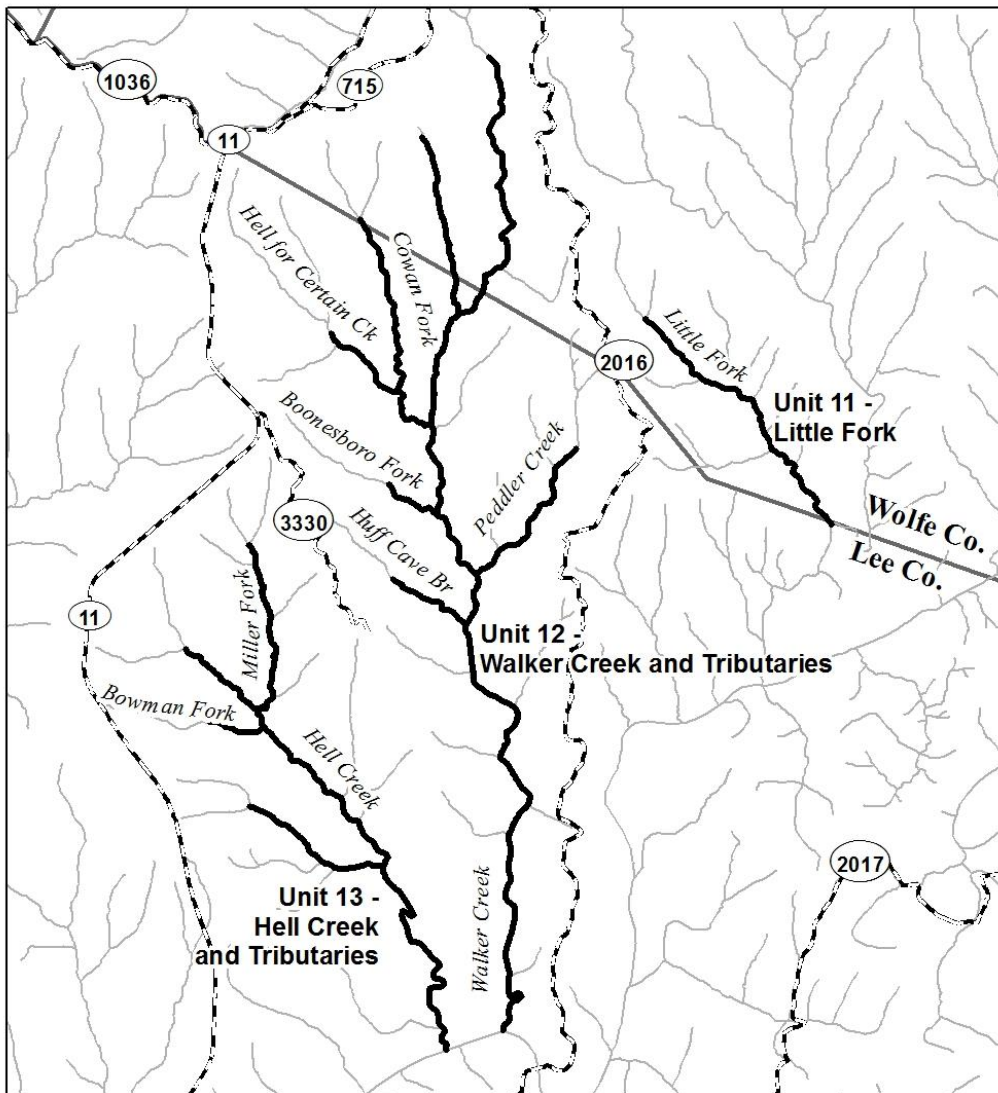 1036
715
11
Hell for Certain Ck
Cowan Fork
2016
Little Fork
Unit 11 -
Little Fork
Boonesboro Fork
Peddler Creek
3330
Huff Cave Br
Wolfe Co.
Lee Co.
11
Miller Fork
Unit 12 -
Walker Creek and Tributaries
Bowman Fork
Hell Creek
2017
Unit 13 -
Hell Creek
and Tributaries
Walker Creek